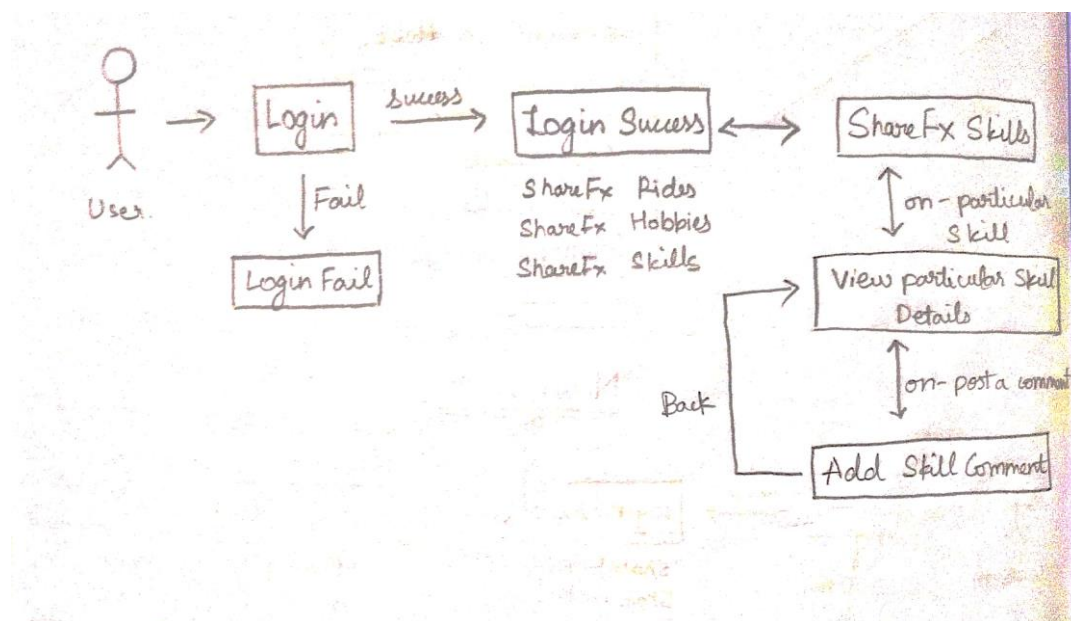 User.
Login
success
Fail
Login Fail
Login Success
ShareFx Rides
ShareFx Hobbies
ShareFx Skills
ShareFx Skills
on-particular
Skill
View particular Skill
Details
on-post a comment
Back
Add Skill Comment